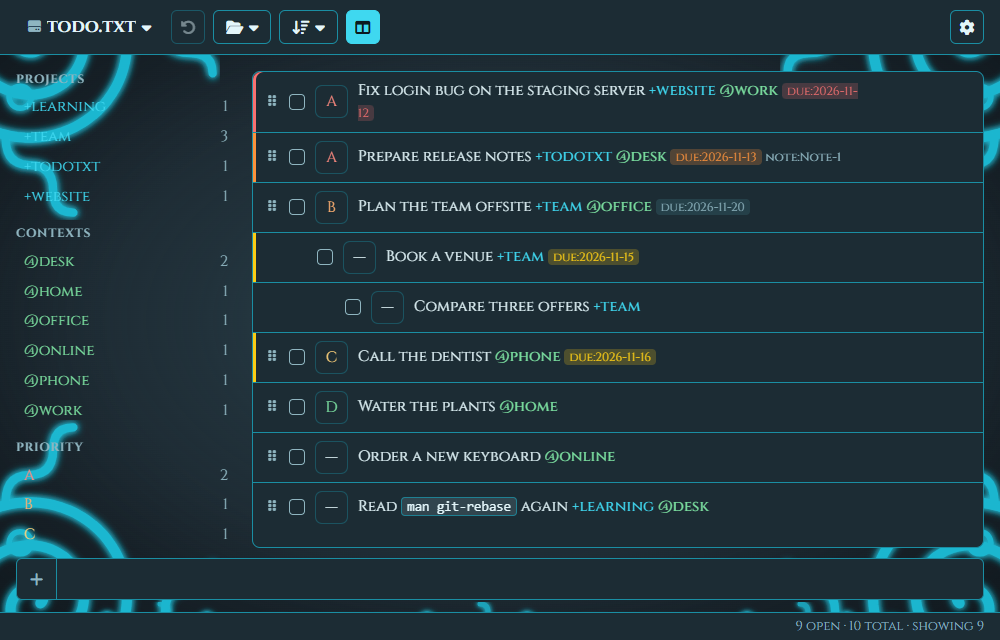 TODO.TXT
PROJECTS
+LEARNING 1
+TEAM 3
+TODOTXT 1
+WEBSITE 1
CONTEXTS
@DESK 2
@HOME 1
@OFFICE 1
@ONLINE 1
@PHONE 1
@WORK 1
PRIORITY
A 2
B 1
C 1
A Fix login bug on the staging server +WEBSITE @WORK DUE:2026-11-
12
A Prepare release notes +TODOTXT @DESK DUE:2026-11-13 NOTE:Note-1
B Plan the team offsite +TEAM @OFFICE DUE:2026-11-20
— Book a venue +TEAM DUE:2026-11-15
— Compare three offers +TEAM
C Call the dentist @PHONE DUE:2026-11-16
D Water the plants @HOME
— Order a new keyboard @ONLINE
— Read man git-rebase again +LEARNING @DESK
+
9 OPEN · 10 TOTAL · SHOWING 9